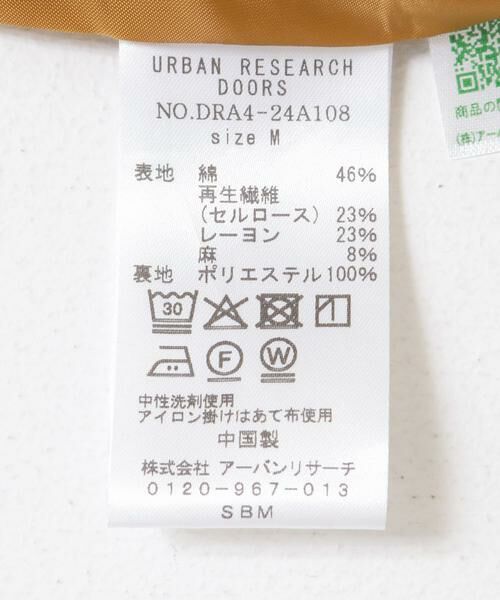 URBAN RESEARCH
DOORS
NO.DRA4-24A108
size M
表地 綿 46%
再生繊維
(セルロース) 23%
レーヨン 23%
麻 8%
裏地 ポリエステル 100%
30
1
F W
中性洗剤使用
アイロン掛けはあて布使用
中国製
株式会社 アーバンリサーチ
0120-967-013
SBM
商品の
(株)アー